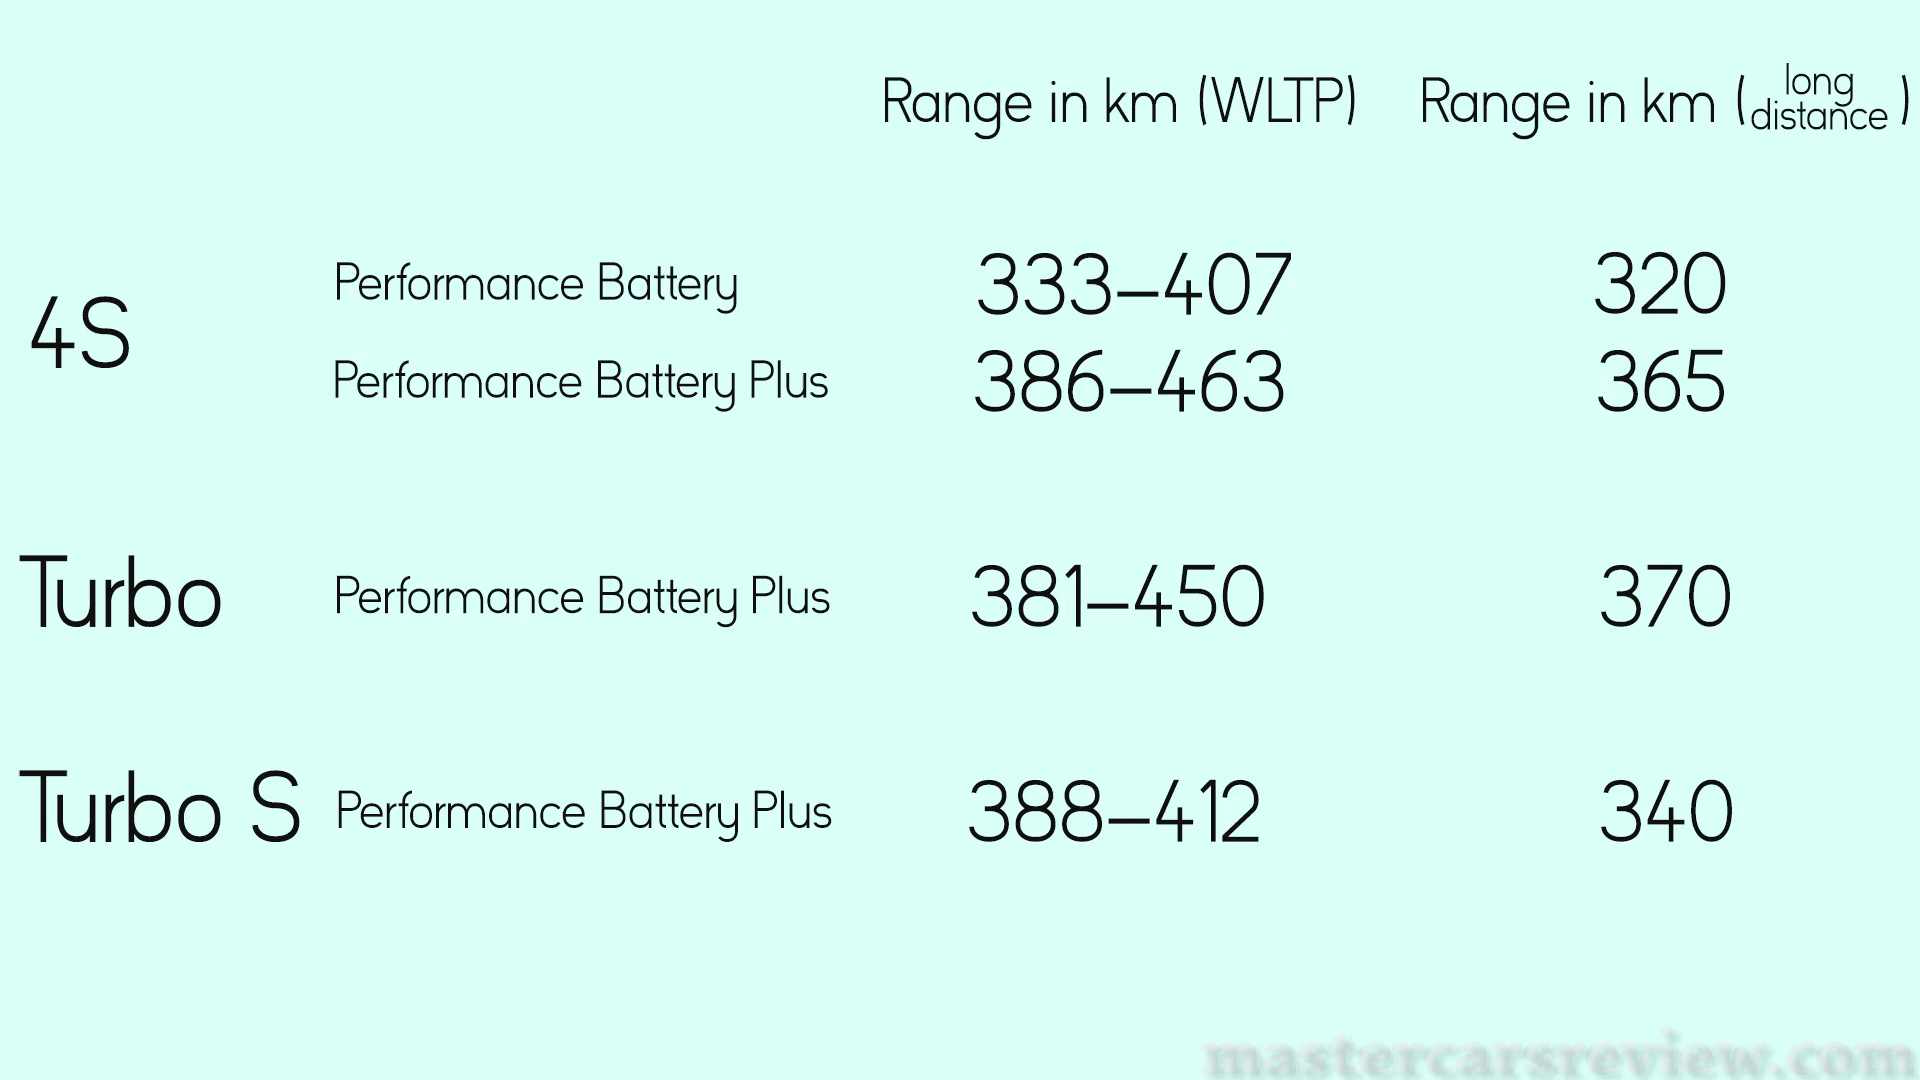 Range in km (WLTP) Range in km (long distance)
4S
Performance Battery 333–407 320
Performance Battery Plus 386–463 365
Turbo Performance Battery Plus 381–450 370
Turbo S Performance Battery Plus 388–412 340
mastercarsreview.com